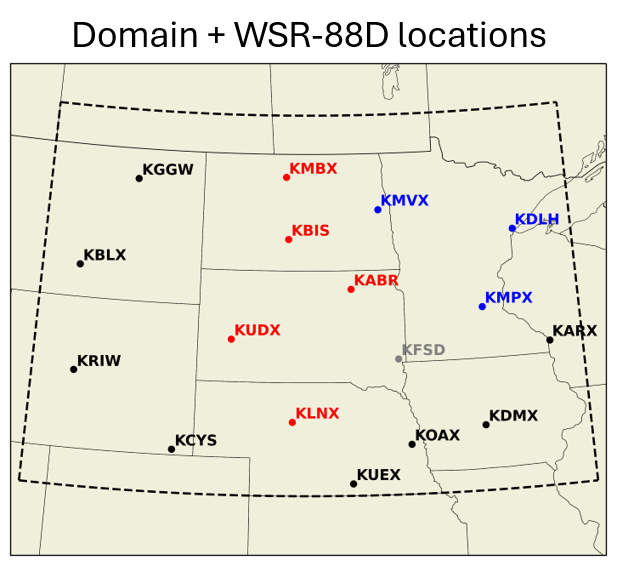 Domain + WSR-88D locations
KGGW
KMBX
KMVX
KDLH
KBIS
KBLX
KABR
KMPX
KUDX
KARX
KFSD
KRIW
KLNX
KDMX
KCYS
KOAX
KUEX